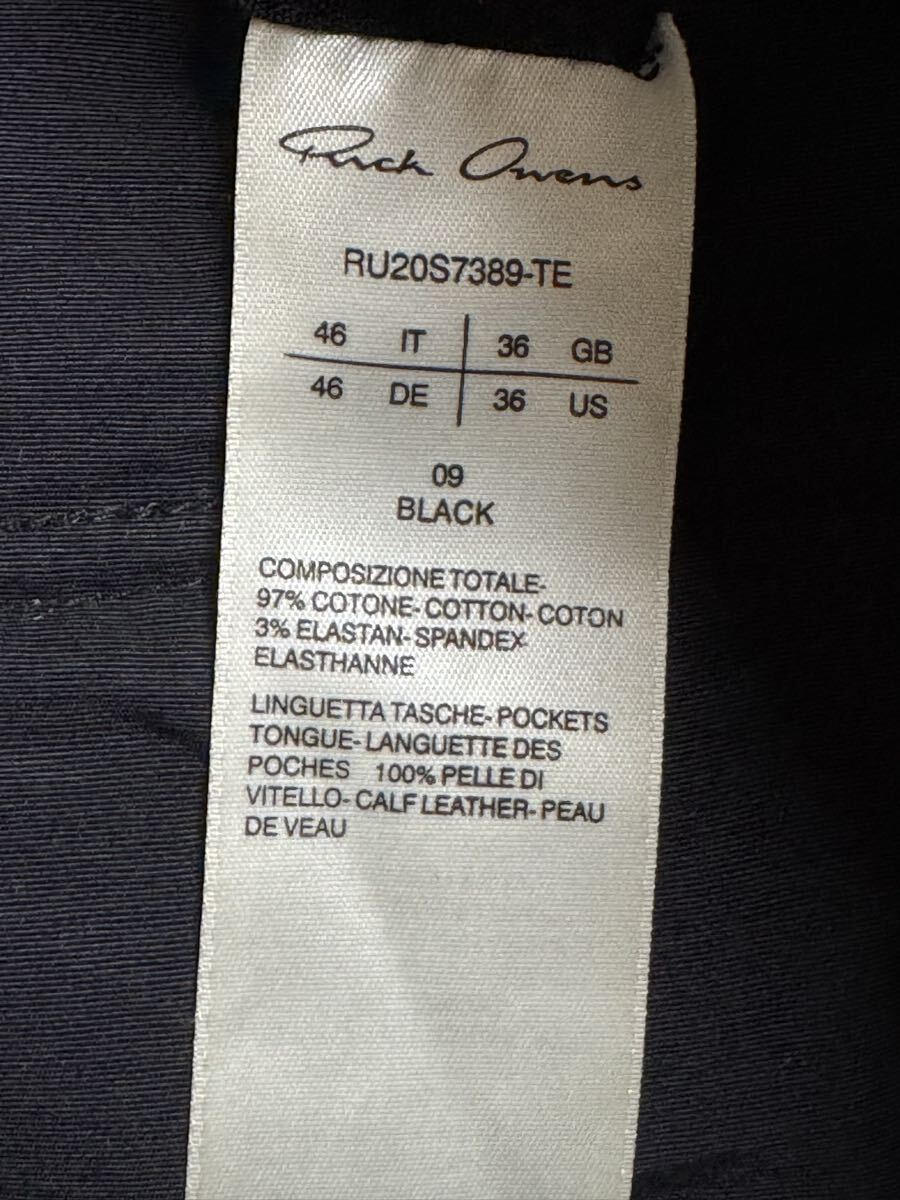 Rick Owens
RU20S7389-TE
46 IT 36 GB
46 DE 36 US
09
BLACK
COMPOSIZIONE TOTALE-
97% COTONE-COTTON-COTON
3% ELASTAN-SPANDEX
ELASTHANNE
LINGUETTA TASCHE-POCKETS
TONGUE-LANGUETTE DES
POCHES 100% PELLE DI
VITELLO-CALF LEATHER-PEAU
DE VEAU